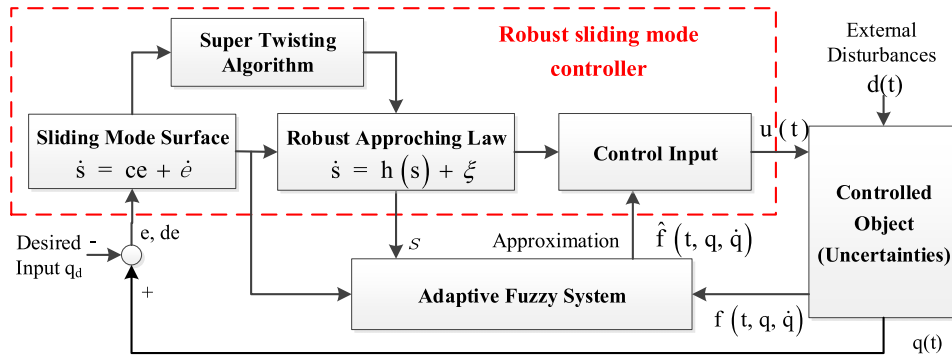 Super Twisting
Algorithm
Robust sliding mode
controller
External
Disturbances
d(t)
Sliding Mode Surface
ṡ = ce + ė
Robust Approching Law
ṡ = h(s) + ξ
Control Input
u(t)
Controlled
Object
(Uncertainties)
Desired
Input q_d
-
+
e, de
s
Approximation
f̂(t, q, q̇)
Adaptive Fuzzy System
f(t, q, q̇)
q(t)